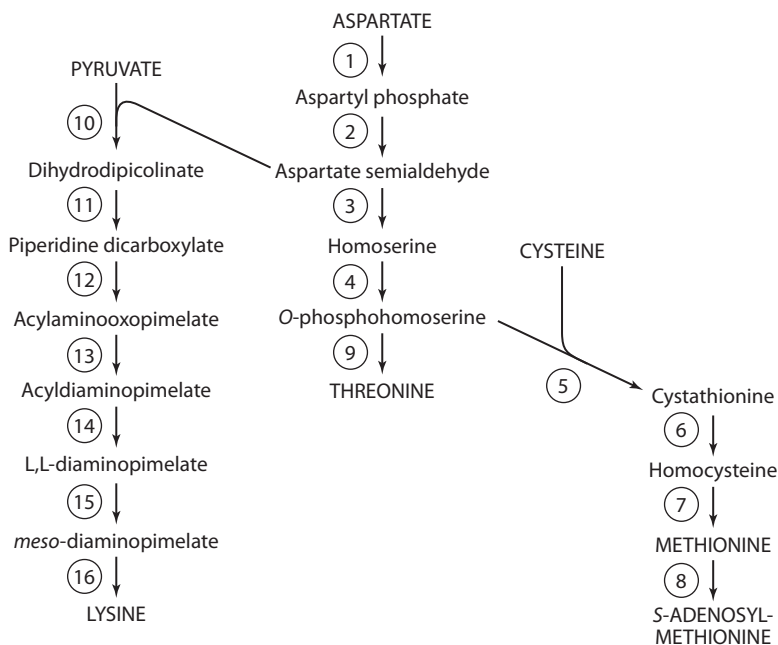 ASPARTATE
1
PYRUVATE
Aspartyl phosphate
10
2
Dihydrodipicolinate
Aspartate semialdehyde
11
3
Piperidine dicarboxylate
Homoserine
CYSTEINE
12
4
Acylaminooxopimelate
O-phosphohomoserine
13
9
5
Acyldiaminopimelate
THREONINE
Cystathionine
14
6
L,L-diaminopimelate
Homocysteine
15
7
meso-diaminopimelate
METHIONINE
16
8
LYSINE
S-ADENOSYL-
METHIONINE